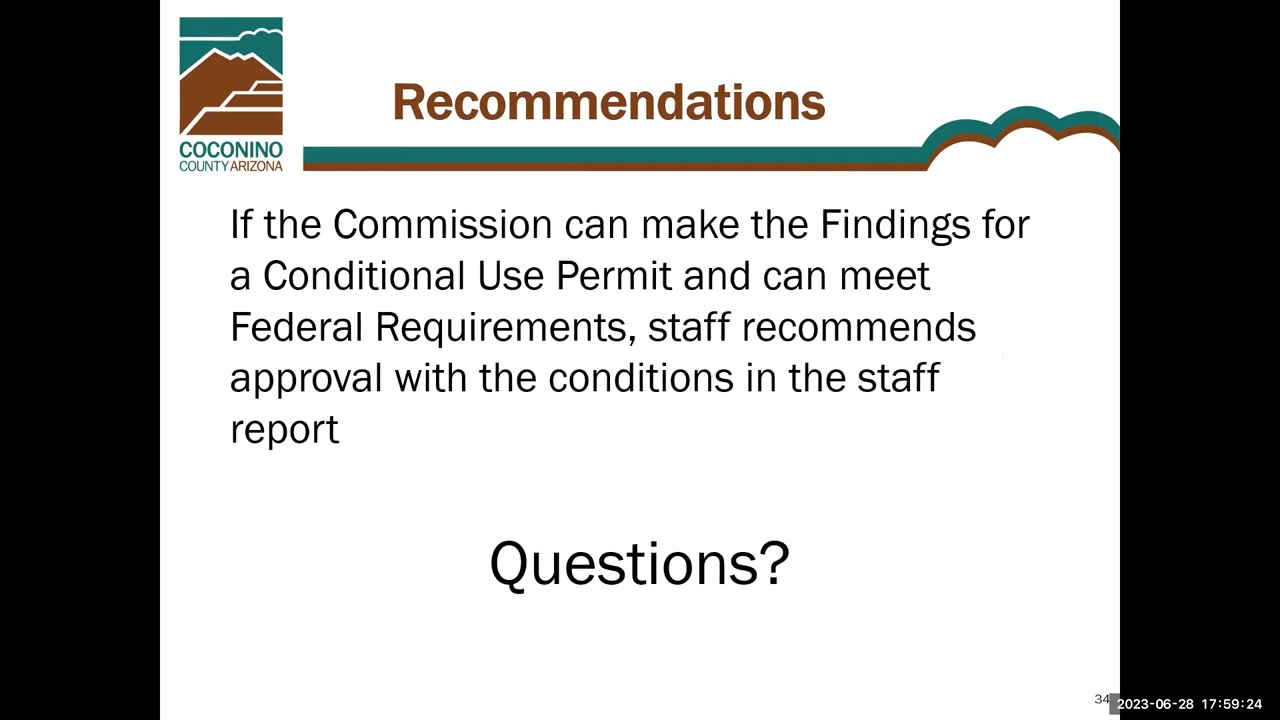 Recommendations
COCONINO
COUNTY ARIZONA
If the Commission can make the Findings for
a Conditional Use Permit and can meet
Federal Requirements, staff recommends
approval with the conditions in the staff
report
Questions?
34
2023-06-28 17:59:24